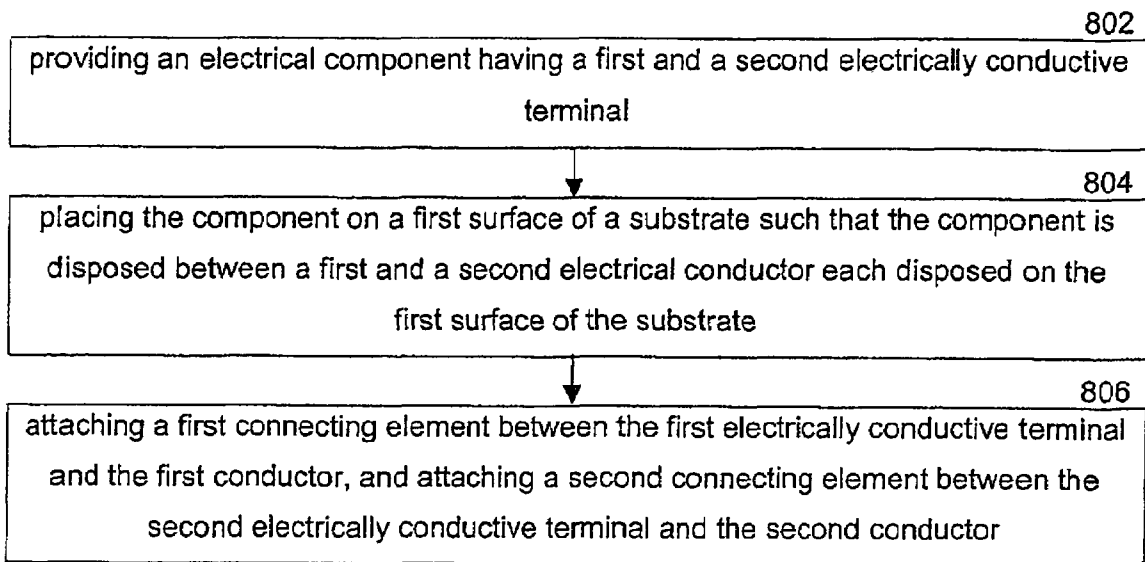 802
providing an electrical component having a first and a second electrically conductive
terminal
804
placing the component on a first surface of a substrate such that the component is
disposed between a first and a second electrical conductor each disposed on the
first surface of the substrate
806
attaching a first connecting element between the first electrically conductive terminal
and the first conductor, and attaching a second connecting element between the
second electrically conductive terminal and the second conductor